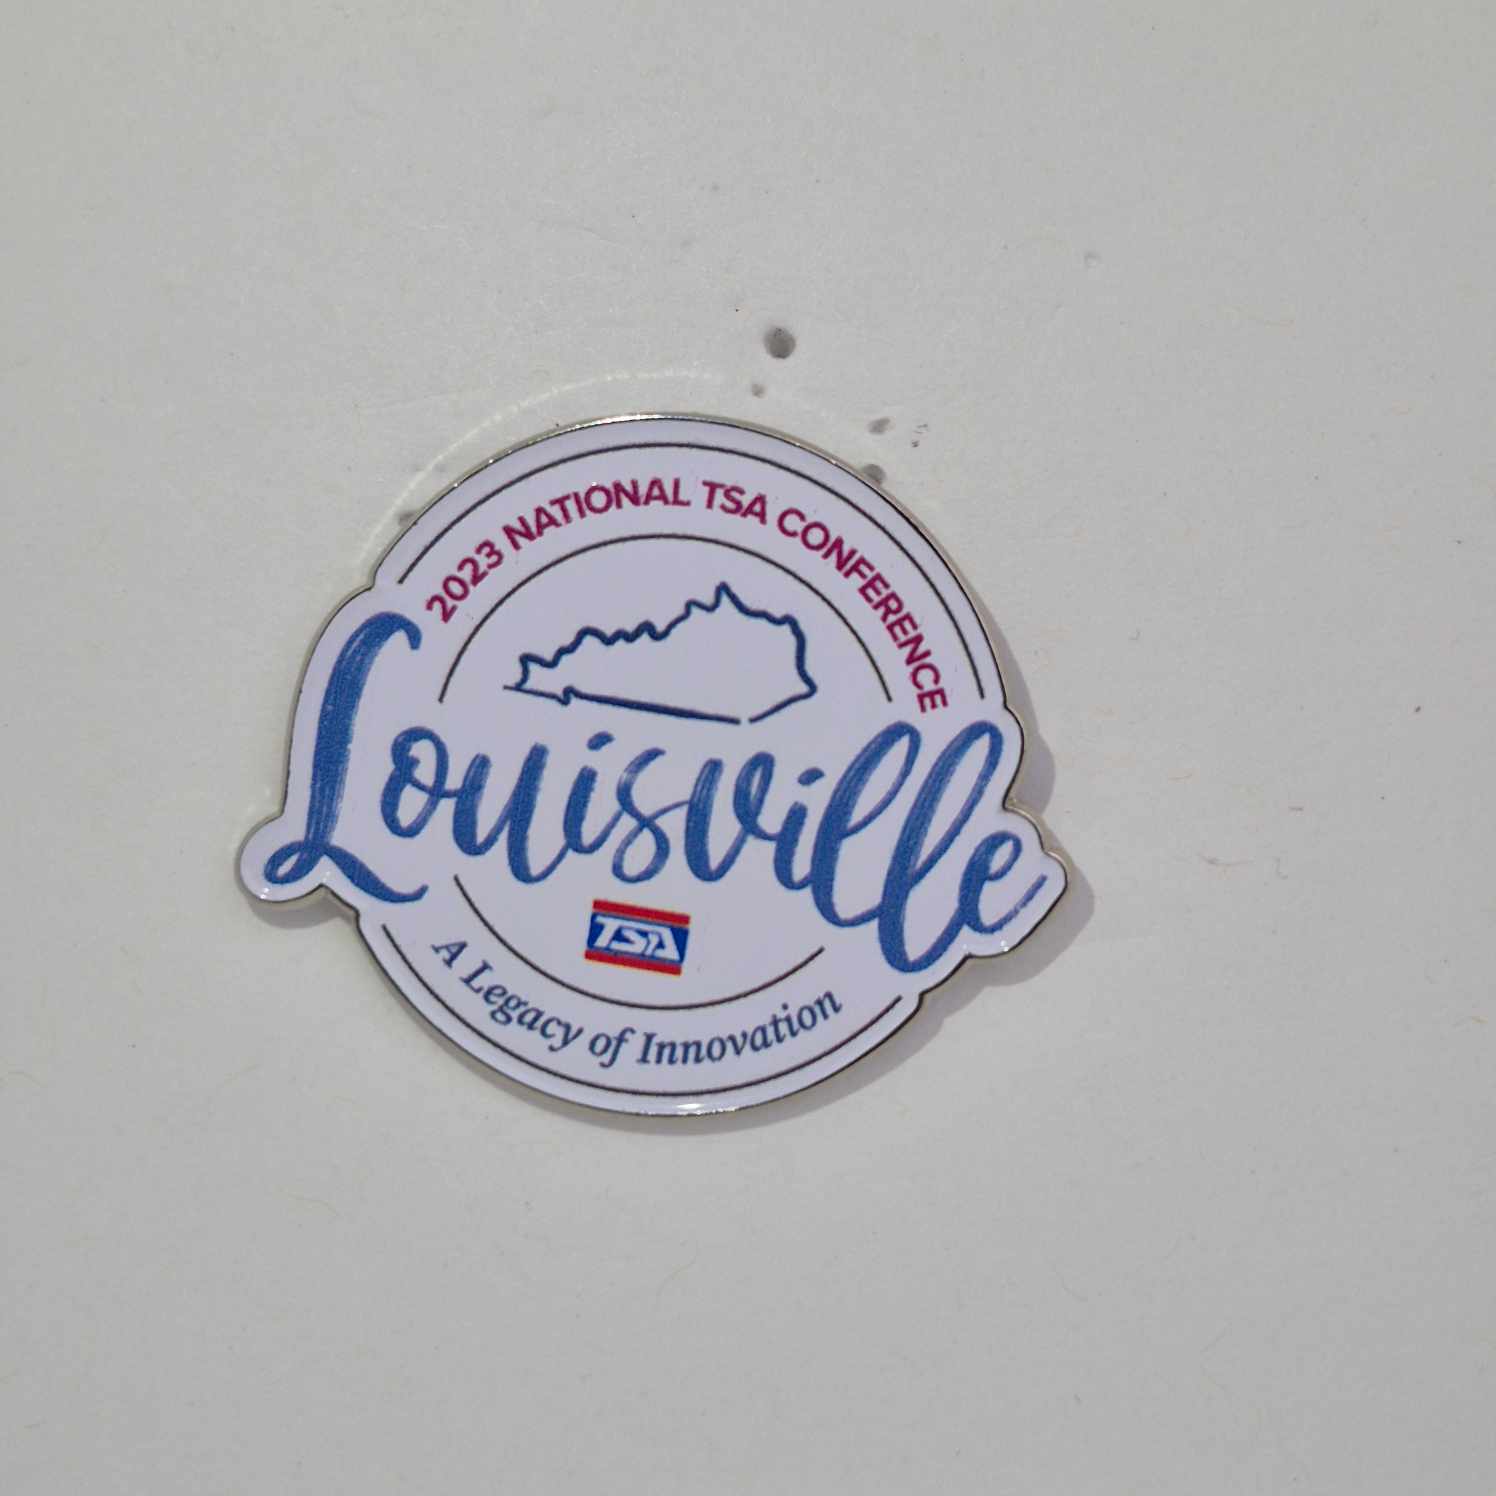 2023 NATIONAL TSA CONFERENCE
Louisville
TSA
A Legacy of Innovation